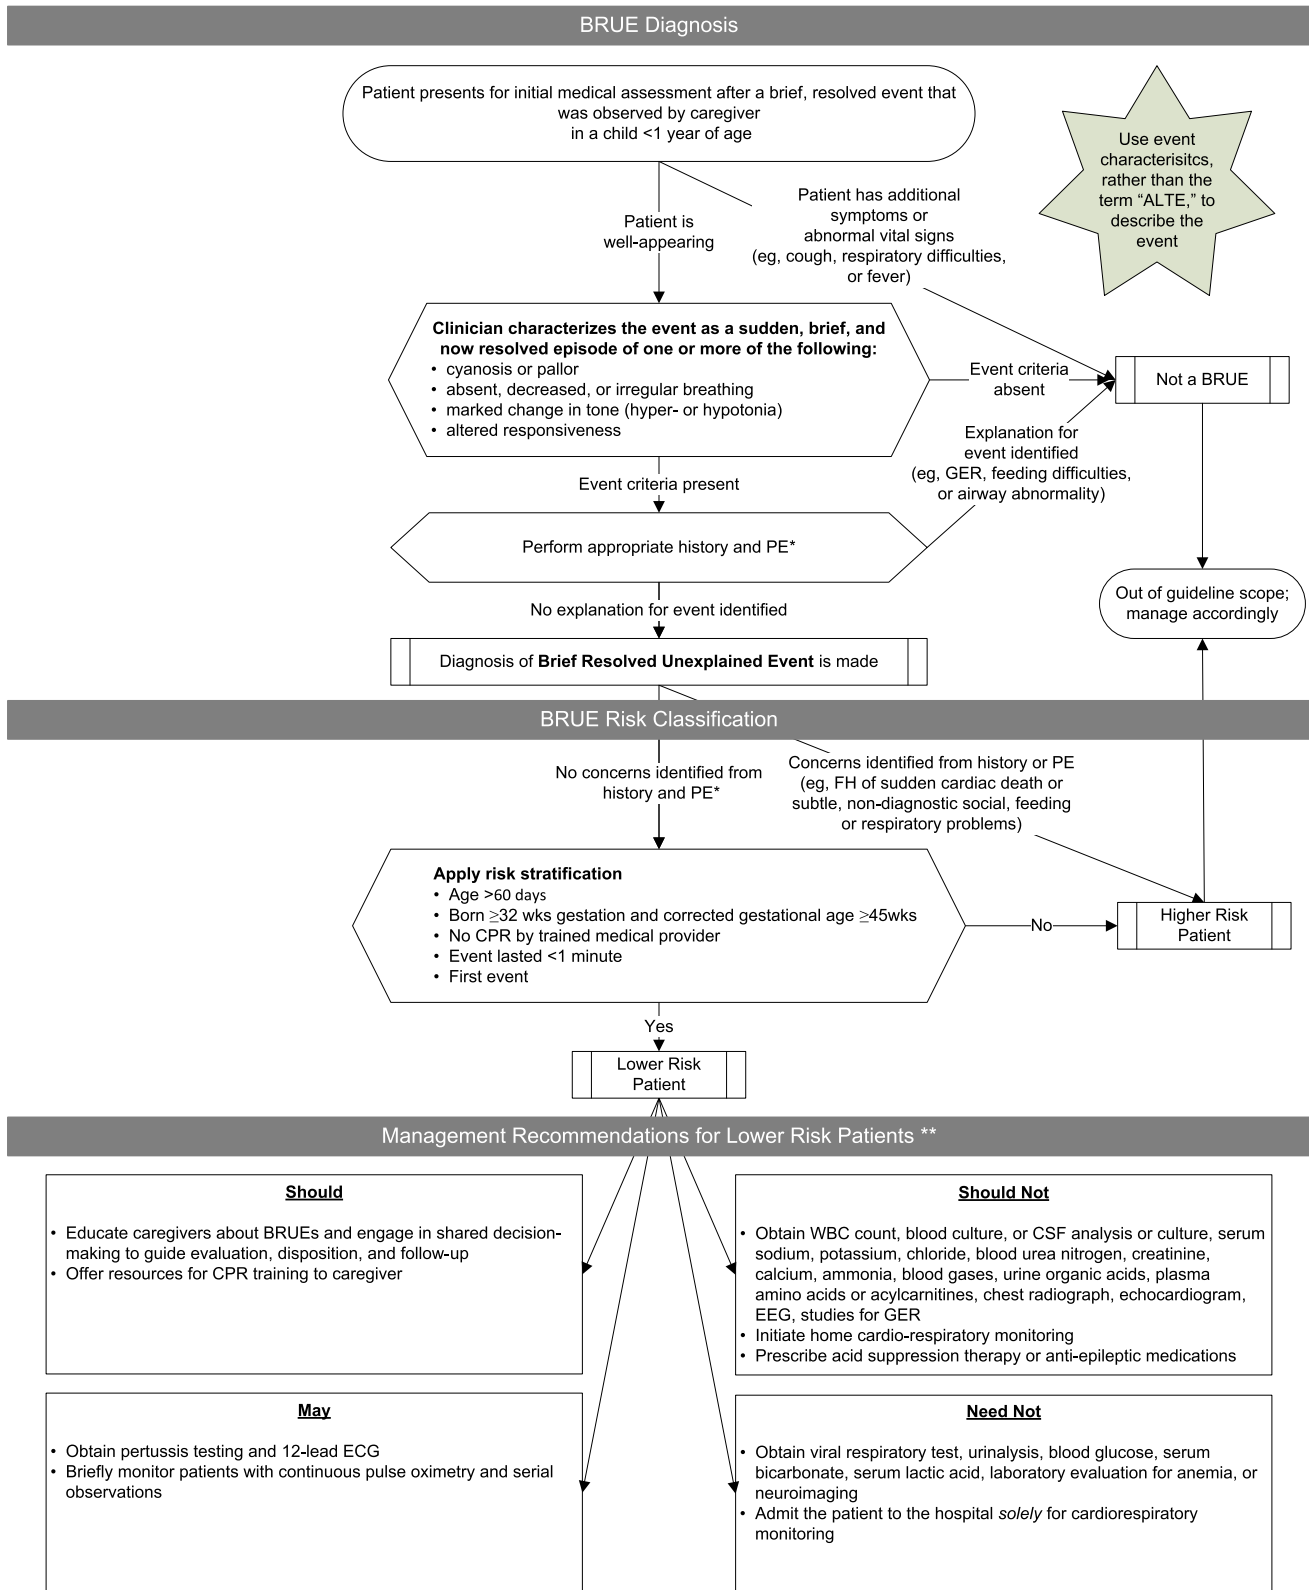 BRUE Diagnosis
Patient presents for initial medical assessment after a brief, resolved event that
was observed by caregiver
in a child <1 year of age
Use event
characterisitcs,
rather than the
term “ALTE,” to
describe the
event
Patient is
well-appearing
Patient has additional
symptoms or
abnormal vital signs
(eg, cough, respiratory difficulties,
or fever)
Clinician characterizes the event as a sudden, brief, and
now resolved episode of one or more of the following:
• cyanosis or pallor
• absent, decreased, or irregular breathing
• marked change in tone (hyper- or hypotonia)
• altered responsiveness
Event criteria
absent
Not a BRUE
Explanation for
event identified
(eg, GER, feeding difficulties,
or airway abnormality)
Event criteria present
Perform appropriate history and PE*
Out of guideline scope;
manage accordingly
No explanation for event identified
Diagnosis of Brief Resolved Unexplained Event is made
BRUE Risk Classification
No concerns identified from
history and PE*
Concerns identified from history or PE
(eg, FH of sudden cardiac death or
subtle, non-diagnostic social, feeding
or respiratory problems)
Apply risk stratification
• Age >60 days
• Born ≥32 wks gestation and corrected gestational age ≥45wks
• No CPR by trained medical provider
• Event lasted <1 minute
• First event
No
Higher Risk
Patient
Yes
Lower Risk
Patient
Management Recommendations for Lower Risk Patients **
Should
• Educate caregivers about BRUEs and engage in shared decision-
making to guide evaluation, disposition, and follow-up
• Offer resources for CPR training to caregiver
Should Not
• Obtain WBC count, blood culture, or CSF analysis or culture, serum
sodium, potassium, chloride, blood urea nitrogen, creatinine,
calcium, ammonia, blood gases, urine organic acids, plasma
amino acids or acylcarnitines, chest radiograph, echocardiogram,
EEG, studies for GER
• Initiate home cardio-respiratory monitoring
• Prescribe acid suppression therapy or anti-epileptic medications
May
• Obtain pertussis testing and 12-lead ECG
• Briefly monitor patients with continuous pulse oximetry and serial
observations
Need Not
• Obtain viral respiratory test, urinalysis, blood glucose, serum
bicarbonate, serum lactic acid, laboratory evaluation for anemia, or
neuroimaging
• Admit the patient to the hospital solely for cardiorespiratory
monitoring